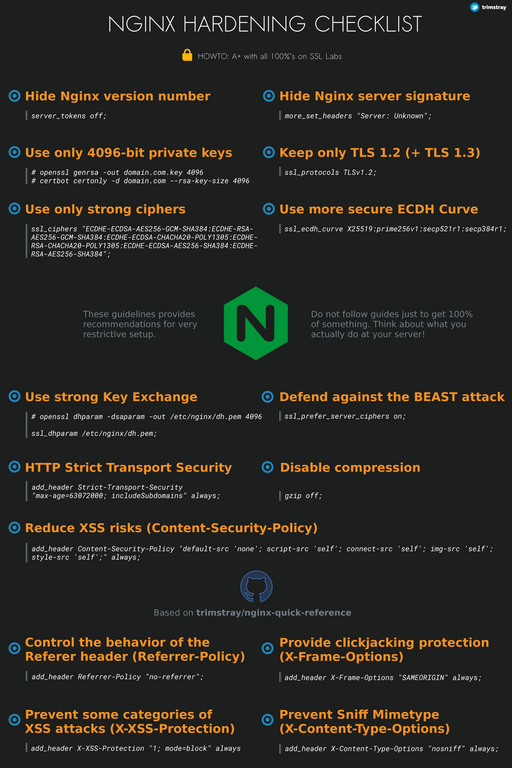 trimstray
NGINX HARDENING CHECKLIST
HOWTO: A+ with all 100%'s on SSL Labs
Hide Nginx version number
server_tokens off;
Hide Nginx server signature
more_set_headers "Server: Unknown";
Use only 4096-bit private keys
# openssl genrsa -out domain.com.key 4096
# certbot certonly -d domain.com --rsa-key-size 4096
Keep only TLS 1.2 (+ TLS 1.3)
ssl_protocols TLSv1.2;
Use only strong ciphers
ssl_ciphers "ECDHE-ECDSA-AES256-GCM-SHA384:ECDHE-RSA-
AES256-GCM-SHA384:ECDHE-ECDSA-CHACHA20-POLY1305:ECDHE-
RSA-CHACHA20-POLY1305:ECDHE-ECDSA-AES256-SHA384:ECDHE-
RSA-AES256-SHA384";
Use more secure ECDH Curve
ssl_ecdh_curve X25519:prime256v1:secp521r1:secp384r1;
These guidelines provides
recommendations for very
restrictive setup.
N
Do not follow guides just to get 100%
of something. Think about what you
actually do at your server!
Use strong Key Exchange
# openssl dhparam -dsaparam -out /etc/nginx/dh.pem 4096
ssl_dhparam /etc/nginx/dh.pem;
Defend against the BEAST attack
ssl_prefer_server_ciphers on;
HTTP Strict Transport Security
add_header Strict-Transport-Security
"max-age=63072000; includeSubdomains" always;
Disable compression
gzip off;
Reduce XSS risks (Content-Security-Policy)
add_header Content-Security-Policy "default-src 'none'; script-src 'self'; connect-src 'self'; img-src 'self';
style-src 'self';" always;
Based on trimstray/nginx-quick-reference
Control the behavior of the
Referer header (Referrer-Policy)
add_header Referrer-Policy "no-referrer";
Provide clickjacking protection
(X-Frame-Options)
add_header X-Frame-Options "SAMEORIGIN" always;
Prevent some categories of
XSS attacks (X-XSS-Protection)
add_header X-XSS-Protection "1; mode=block" always
Prevent Sniff Mimetype
(X-Content-Type-Options)
add_header X-Content-Type-Options "nosniff" always;